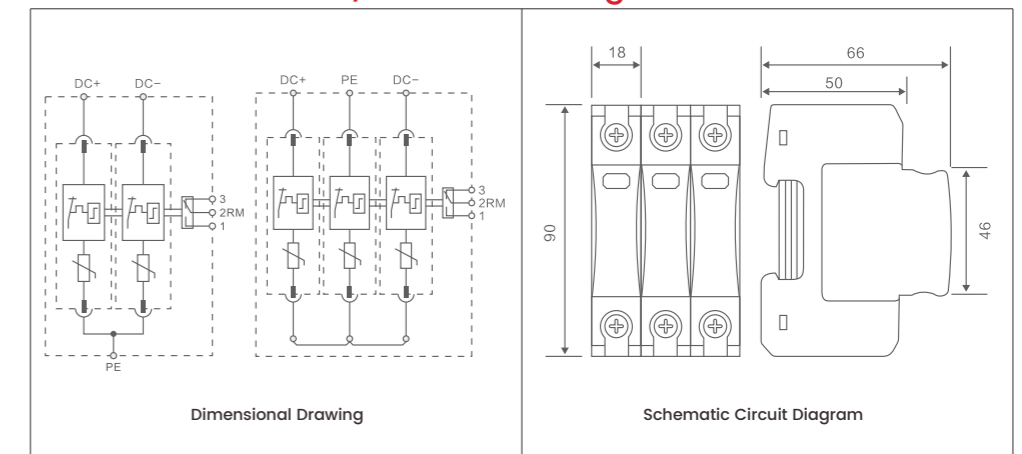 DC+ DC−
3
2RM
1
PE
DC+ PE DC−
3
2RM
1
Dimensional Drawing
18
90
66
50
46
Schematic Circuit Diagram